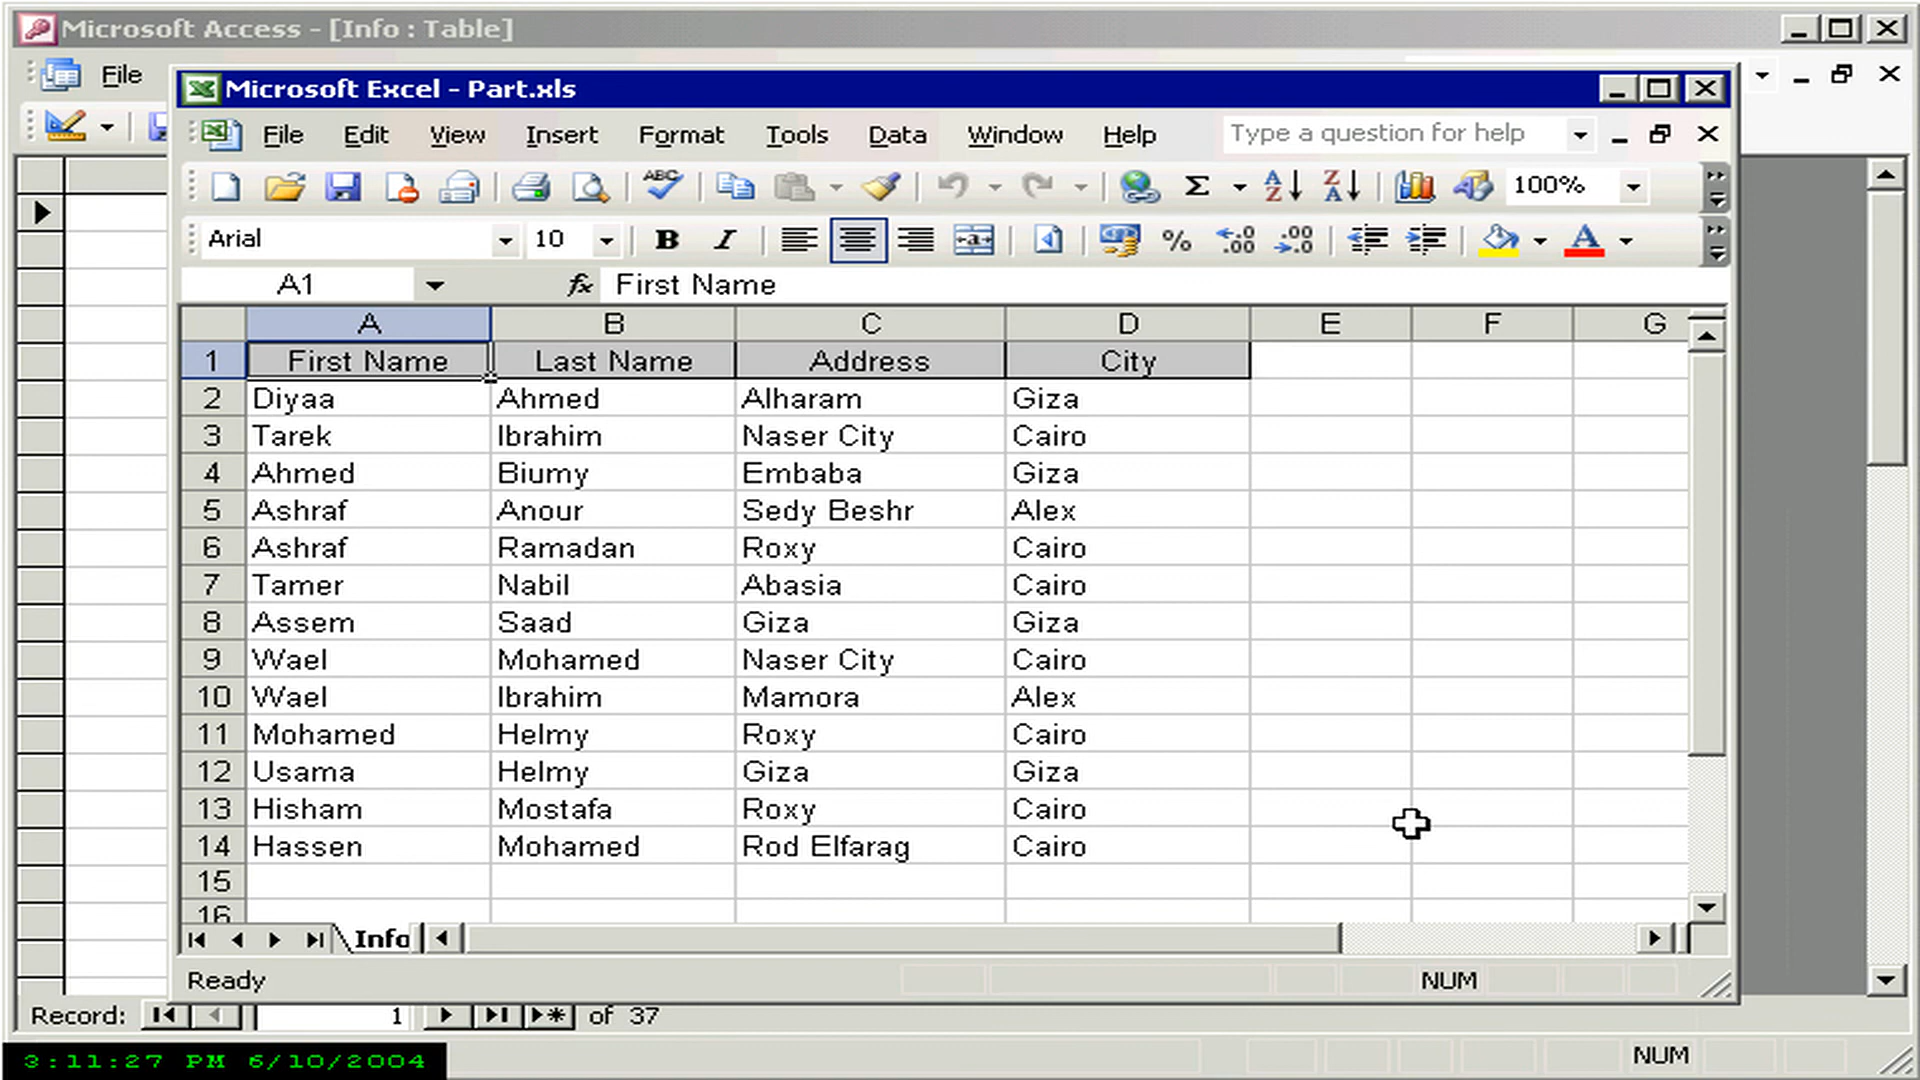 Microsoft Access - [Info : Table]
File
Microsoft Excel - Part.xls
File Edit View Insert Format Tools Data Window Help Type a question for help
ABC Σ A Z Z A 100%
Arial 10 B I a % .0 .00 .00 .0 A
A1 fx First Name
A B C D E F G
1 First Name Last Name Address City
2 Diyaa Ahmed Alharam Giza
3 Tarek Ibrahim Naser City Cairo
4 Ahmed Biumy Embaba Giza
5 Ashraf Anour Sedy Beshr Alex
6 Ashraf Ramadan Roxy Cairo
7 Tamer Nabil Abasia Cairo
8 Assem Saad Giza Giza
9 Wael Mohamed Naser City Cairo
10 Wael Ibrahim Mamora Alex
11 Mohamed Helmy Roxy Cairo
12 Usama Helmy Giza Giza
13 Hisham Mostafa Roxy Cairo
14 Hassen Mohamed Rod Elfarag Cairo
15
16
Info
Ready NUM
Record: 1 of 37
3:11:27 PM 6/10/2004 NUM